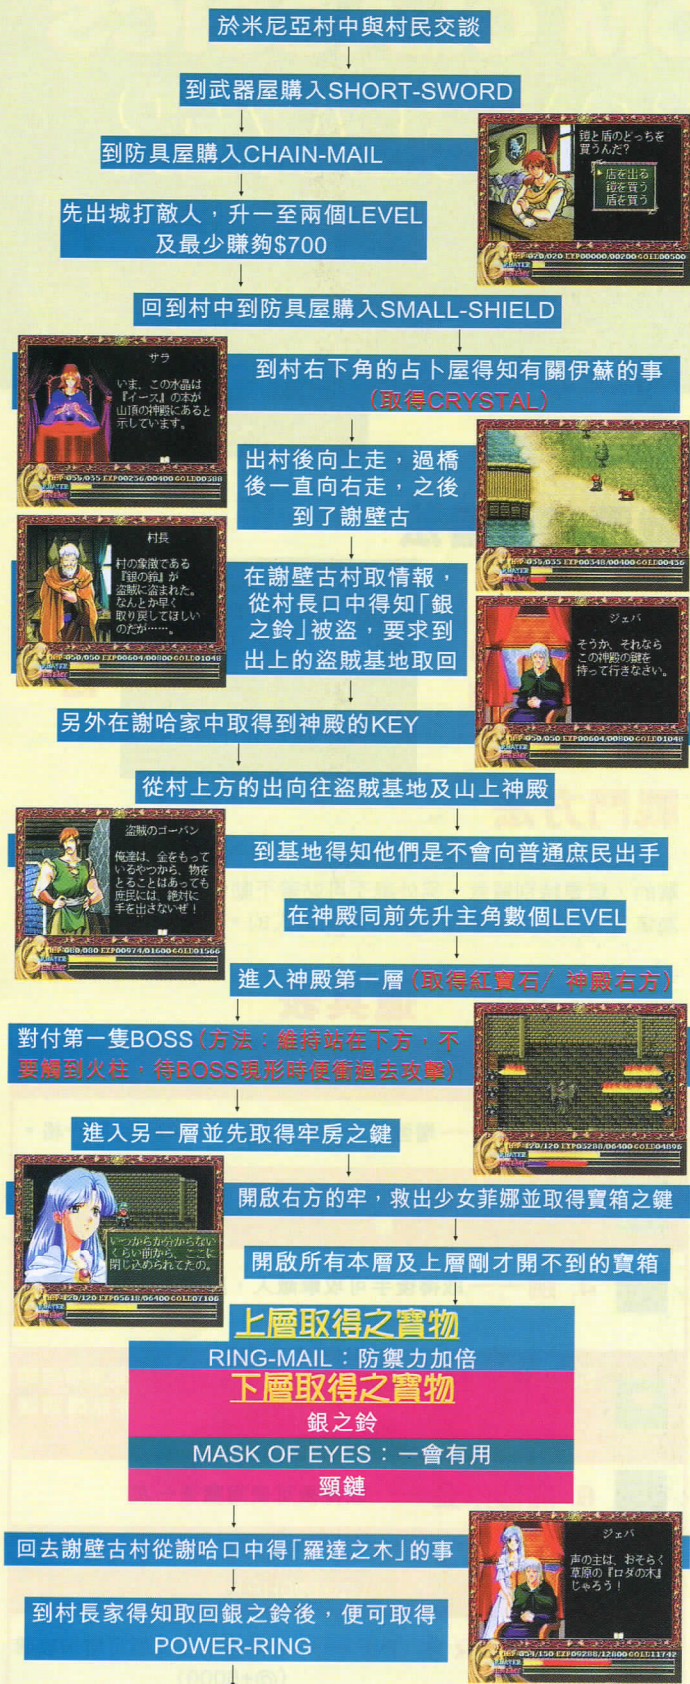 於米尼亞村中與村民交談
到武器屋購入SHORT-SWORD
到防具屋購入CHAIN-MAIL
鎧と盾のどっちを
買うんだ?
店を出る
鎧を買う
盾を買う
先出城打敵人,升一至兩個LEVEL
及最少賺夠$700
回到村中到防具屋購入SMALL-SHIELD
サラ
いま、この水晶は
『イース』の本が
山頂の神殿にあると
示しています。
到村右下角的占卜屋得知有關伊蘇的事
(取得CRYSTAL)
出村後向上走,過橋
後一直向右走,之後
到了謝壁古
村長
村の象徴である
『銀の鈴』が
盗賊に盗まれた。
なんとか早く
取り戻してほしい
のだが……。
在謝壁古村取情報,
從村長口中得知「銀
之鈴」被盜,要求到
出上的盜賊基地取回
ジェバ
そうか、それなら
この神殿の鍵を
持って行きなさい。
另外在謝哈家中取得到神殿的KEY
從村上方的出向往盜賊基地及山上神殿
盗賊のゴーバン
俺達は、金をもって
いるやつから、物を
とることはあっても
庶民には、絶対に
手を出さないぜ!
到基地得知他們是不會向普通庶民出手
在神殿同前先升主角數個LEVEL
進入神殿第一層(取得紅寶石/ 神殿右方)
對付第一隻BOSS(方法:維持站在下方,不
要觸到火柱,待BOSS現形時便衝過去攻擊)
進入另一層並先取得牢房之鍵
いつからか分からない
くらい前から、ここに
閉じ込められてたの。
開啟右方的牢,救出少女菲娜並取得寶箱之鍵
開啟所有本層及上層剛才開不到的寶箱
上層取得之寶物
RING-MAIL:防禦力加倍
下層取得之寶物
銀之鈴
MASK OF EYES:一會有用
頸鏈
回去謝壁古村從謝哈口中得「羅達之木」的事
ジェバ
声の主は、おそらく
草原の『ロダの木』
じゃろう!
到村長家得知取回銀之鈴後,便可取得
POWER-RING